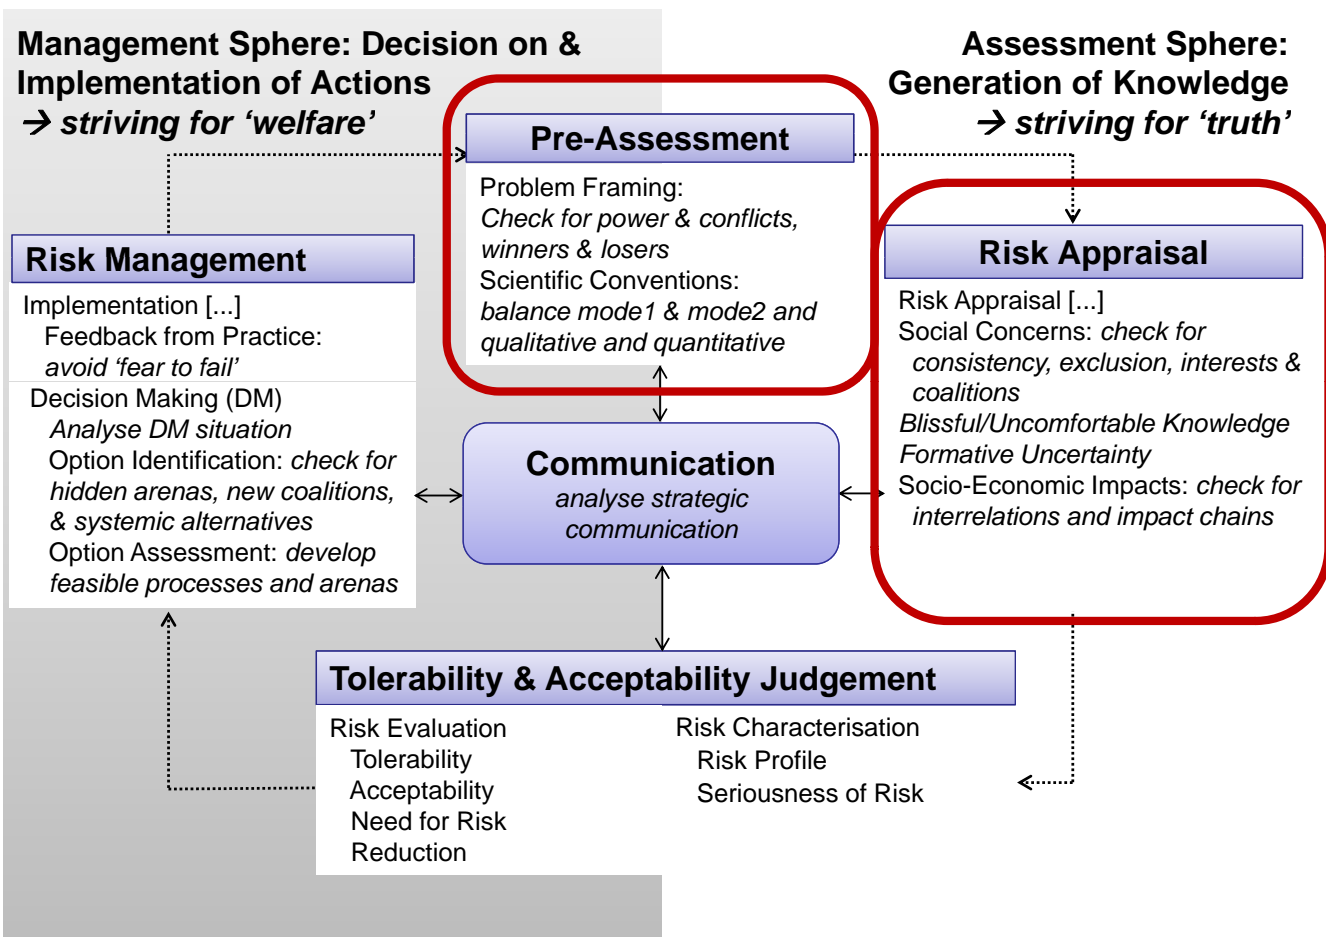 Management Sphere: Decision on &
Implementation of Actions
→ striving for ‘welfare’
Assessment Sphere:
Generation of Knowledge
→ striving for ‘truth’
Pre-Assessment
Problem Framing:
Check for power & conflicts,
winners & losers
Scientific Conventions:
balance mode1 & mode2 and
qualitative and quantitative
Risk Management
Implementation [...]
Feedback from Practice:
avoid ‘fear to fail’
Decision Making (DM)
Analyse DM situation
Option Identification: check for
hidden arenas, new coalitions,
& systemic alternatives
Option Assessment: develop
feasible processes and arenas
Communication
analyse strategic
communication
Risk Appraisal
Risk Appraisal [...]
Social Concerns: check for
consistency, exclusion, interests &
coalitions
Blissful/Uncomfortable Knowledge
Formative Uncertainty
Socio-Economic Impacts: check for
interrelations and impact chains
Tolerability & Acceptability Judgement
Risk Evaluation
Tolerability
Acceptability
Need for Risk
Reduction
Risk Characterisation
Risk Profile
Seriousness of Risk